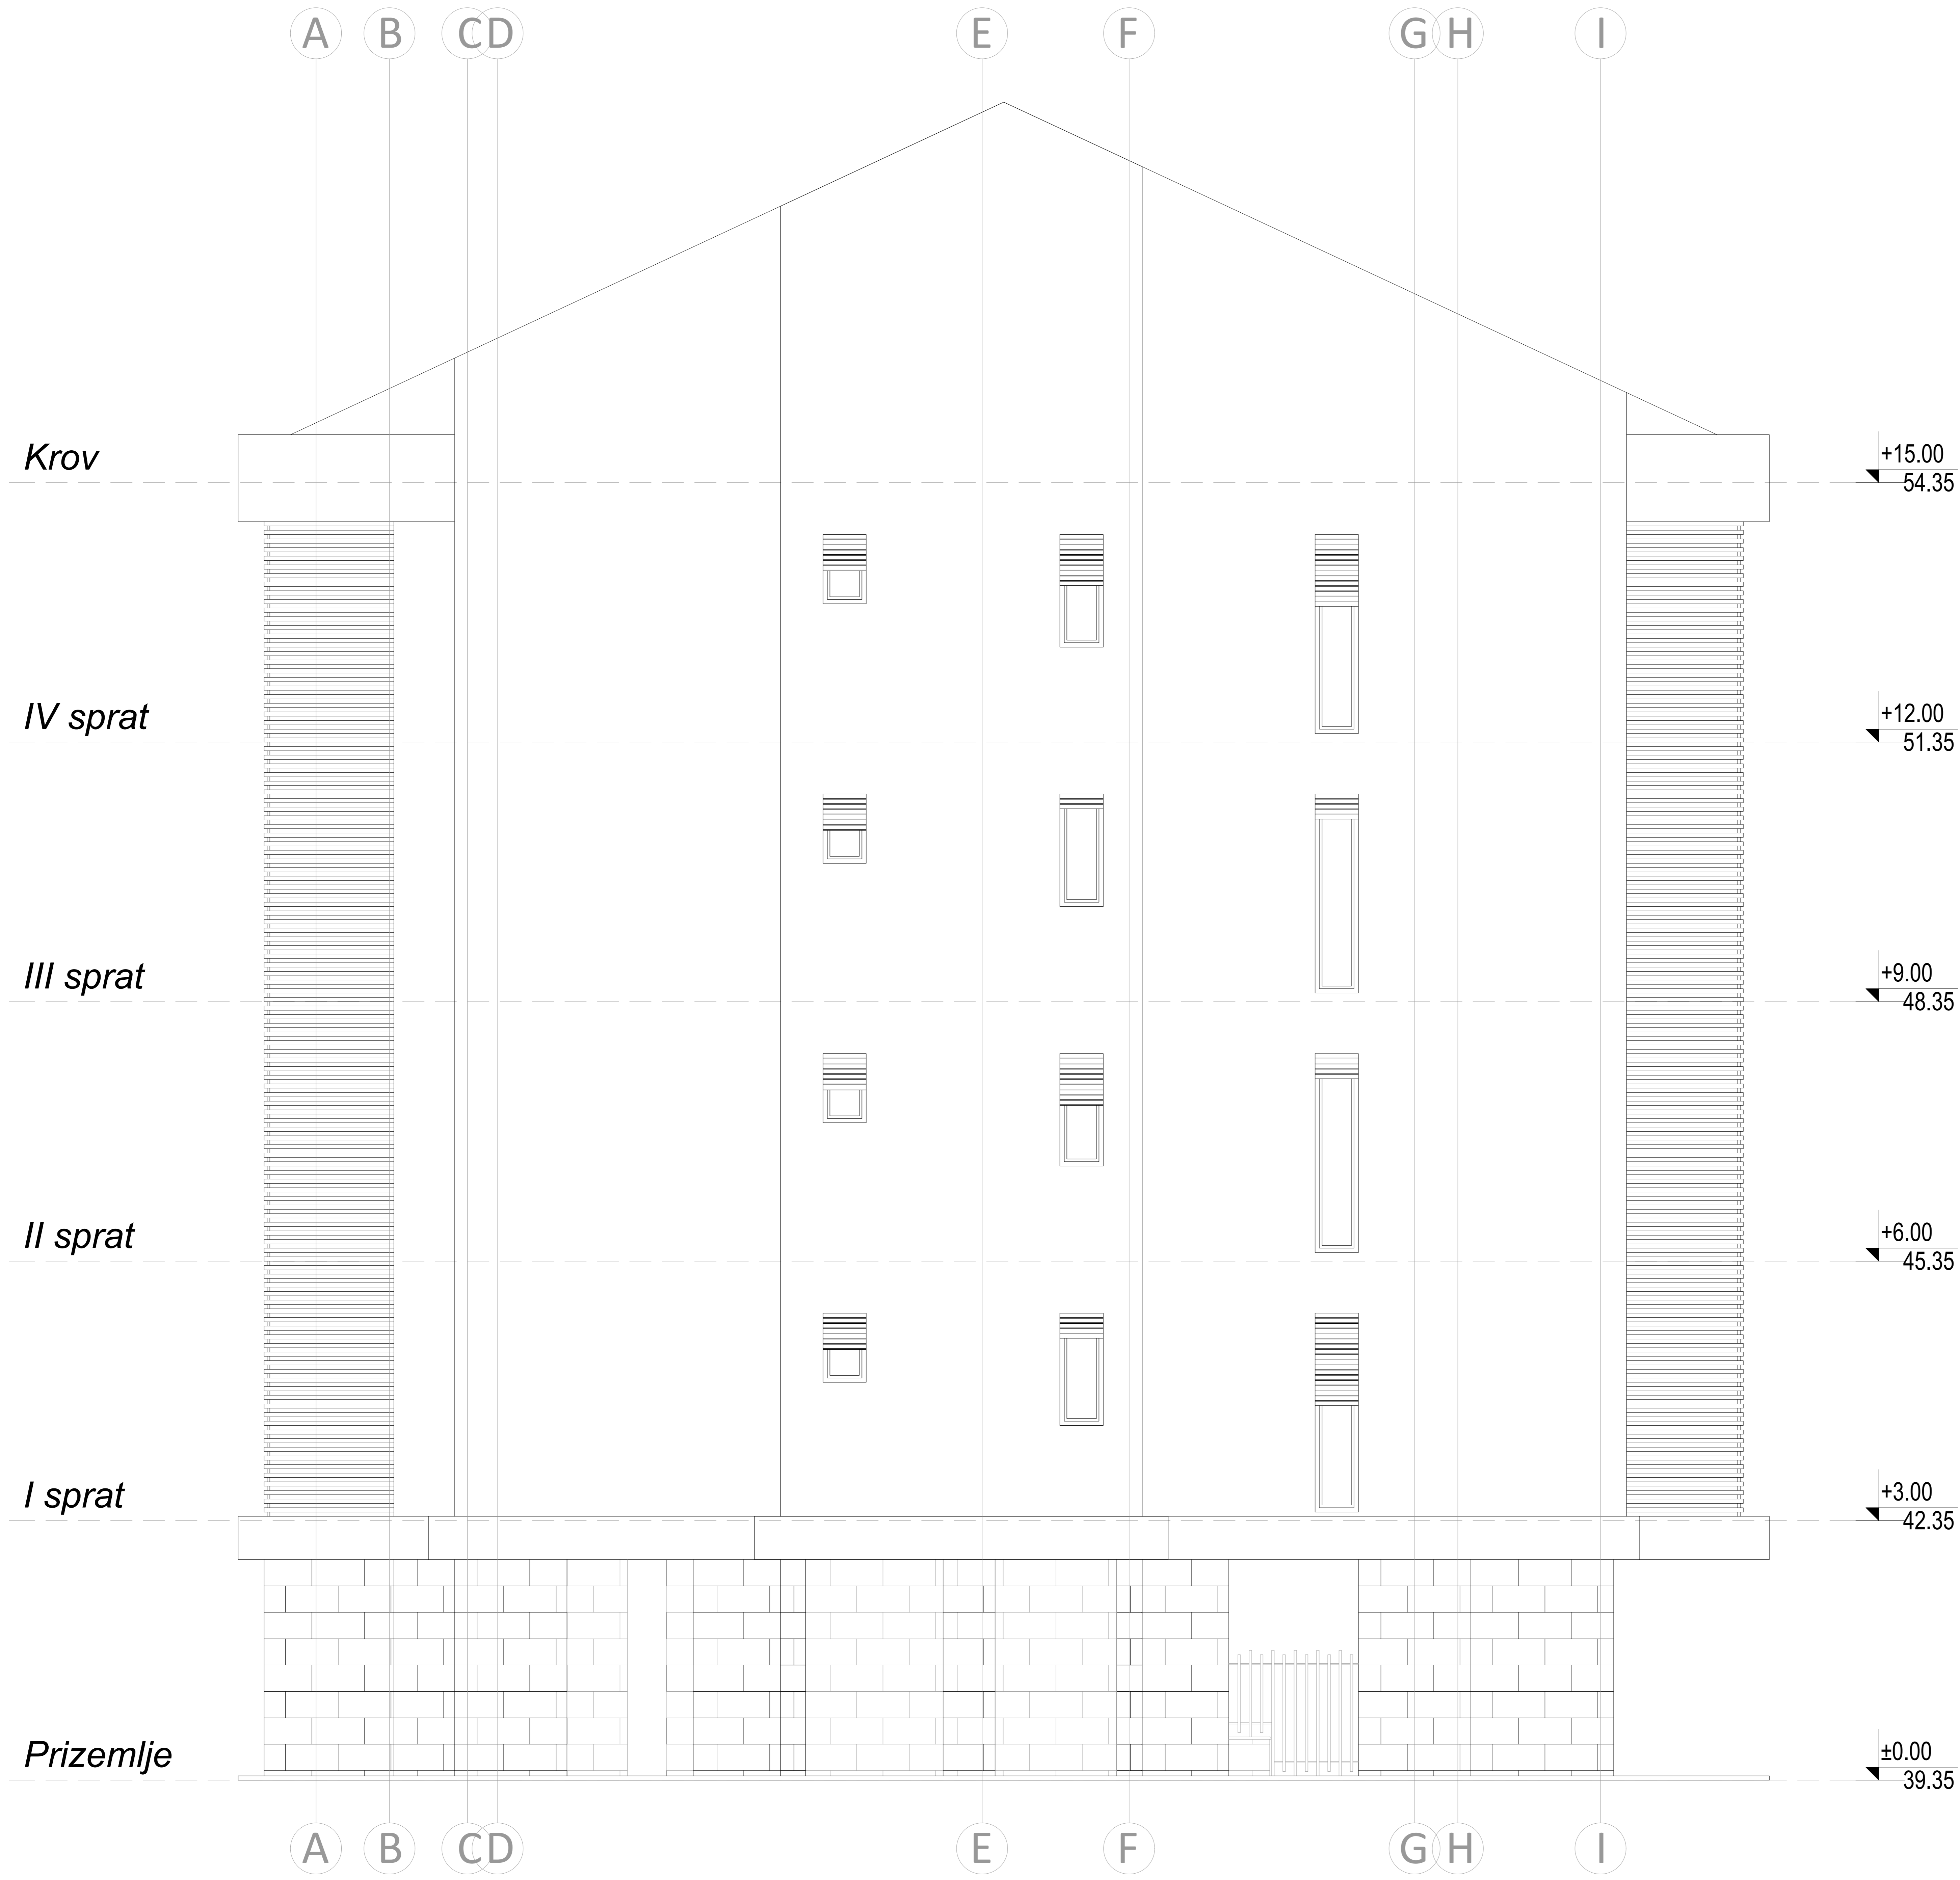 A B C D E F G H I
Krov
+15.00
54.35
IV sprat
+12.00
51.35
III sprat
+9.00
48.35
II sprat
+6.00
45.35
I sprat
+3.00
42.35
Prizemlje
±0.00
39.35
A B C D E F G H I